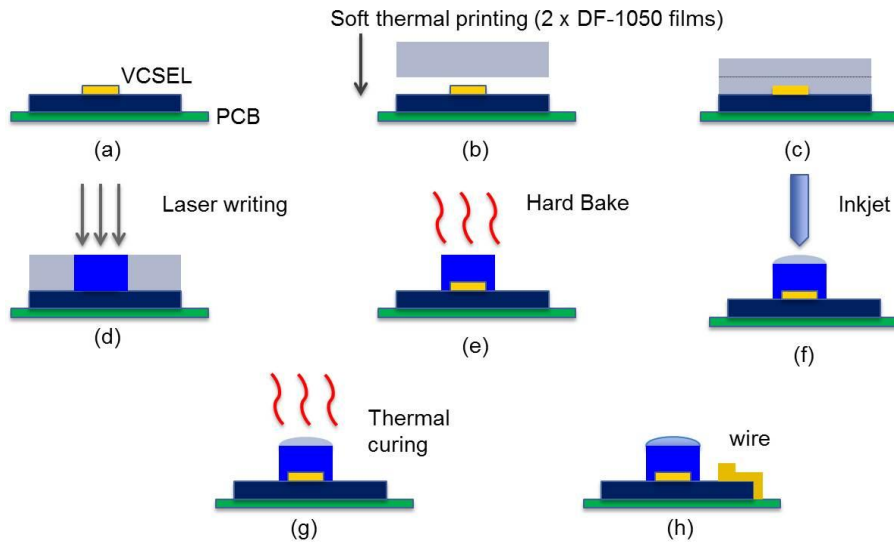 Soft thermal printing (2 x DF-1050 films)
VCSEL
PCB
(a)
(b)
(c)
Laser writing
Hard Bake
Inkjet
(d)
(e)
(f)
Thermal
curing
wire
(g)
(h)